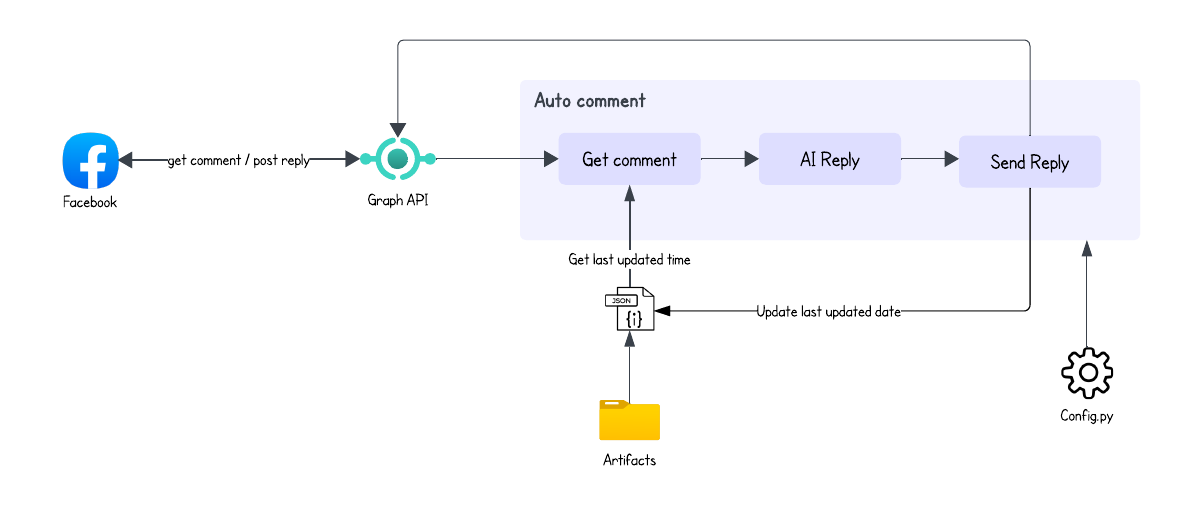 Auto comment
get comment / post reply
Get comment
AI Reply
Send Reply
Facebook
Graph API
Get last updated time
JSON
{i}
Update last updated date
Config.py
Artifacts